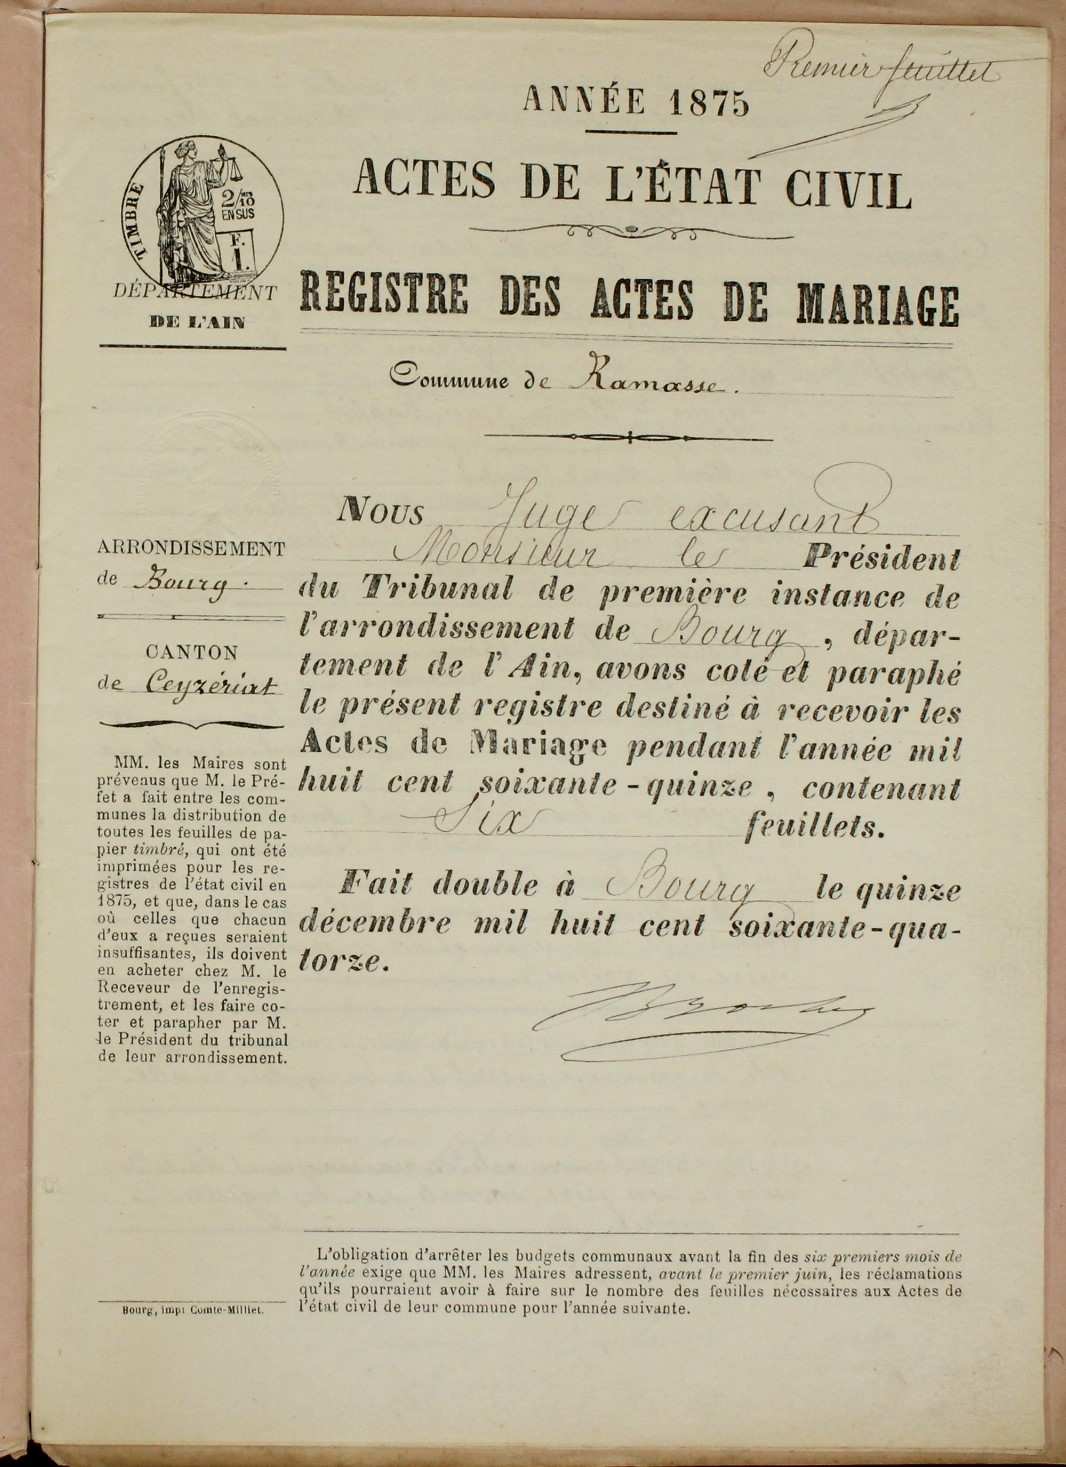 Premier feuillet
ANNÉE 1875
ACTES DE L'ÉTAT CIVIL
TIMBRE
2/10
EN SUS
F.
1.
DÉPARTEMENT
DE L'AIN
REGISTRE DES ACTES DE MARIAGE
Commune de Ramasse.
ARRONDISSEMENT
de Bourg.
CANTON
de Ceyzériat
MM. les Maires sont
prévenus que M. le Pré-
fet a fait entre les com-
munes la distribution de
toutes les feuilles de pa-
pier timbré, qui ont été
imprimées pour les re-
gistres de l'état civil en
1875, et que, dans le cas
où celles que chacun
d'eux a reçues seraient
insuffisantes, ils doivent
en acheter chez M. le
Receveur de l'enregis-
trement, et les faire co-
ter et parapher par M.
le Président du tribunal
de leur arrondissement.
Nous Juge excusant
Monsieur le Président
du Tribunal de première instance de
l'arrondissement de Bourg, dépar-
tement de l'Ain, avons coté et paraphé
le présent registre destiné à recevoir les
Actes de Mariage pendant l'année mil
huit cent soixante-quinze, contenant
Six feuillets.
Fait double à Bourg le quinze
décembre mil huit cent soixante-qua-
torze.
L'obligation d'arrêter les budgets communaux avant la fin des six premiers mois de
l'année exige que MM. les Maires adressent, avant le premier juin, les réclamations
qu'ils pourraient avoir à faire sur le nombre des feuilles nécessaires aux Actes de
l'état civil de leur commune pour l'année suivante.
Bourg, imp. Comte-Milliet.